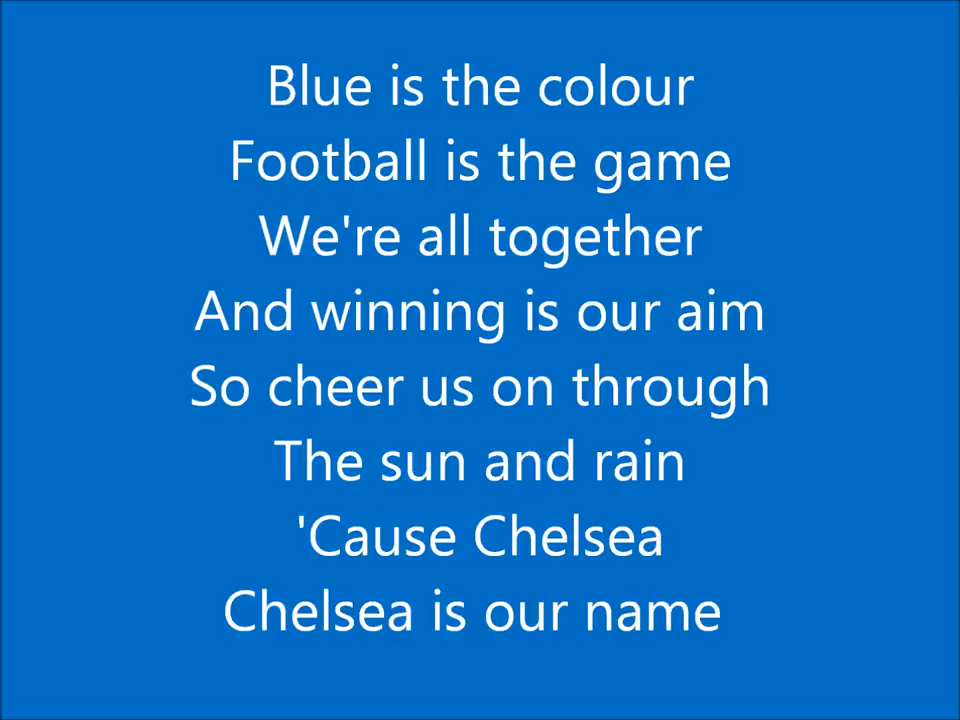 Blue is the colour
Football is the game
We're all together
And winning is our aim
So cheer us on through
The sun and rain
'Cause Chelsea
Chelsea is our name